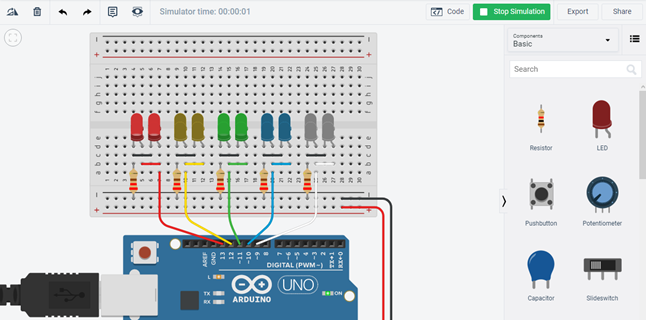 Simulator time: 00:00:01
Code
Stop Simulation
Export
Share
Components
Basic
Search
Resistor
LED
Pushbutton
Potentiometer
Capacitor
Slideswitch
AREF
GND
13
12
~11
~10
~9
8
7
~6
~5
4
~3
2
TX→1
RX←0
DIGITAL (PWM~)
L
TX
RX
UNO
ON
ARDUINO